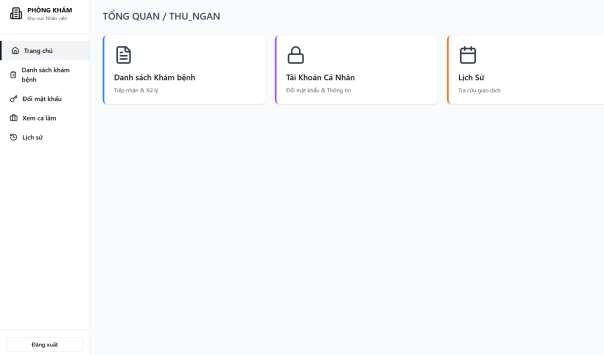 PHÒNG KHÁM
Khu vực Nhân viên
Trang chủ
Danh sách khám
bệnh
Đổi mật khẩu
Xem ca làm
Lịch sử
Đăng xuất
TỔNG QUAN / THU_NGAN
Danh sách Khám bệnh
Tiếp nhận & Xử lý
Tài Khoản Cá Nhân
Đổi mật khẩu & Thông tin
Lịch Sử
Tra cứu giao dịch